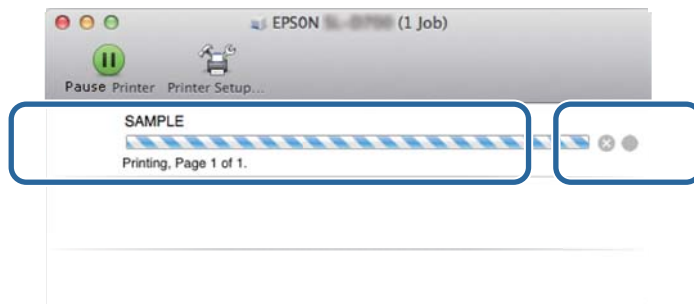 EPSON (1 Job)
Pause Printer Printer Setup...
SAMPLE
Printing, Page 1 of 1.